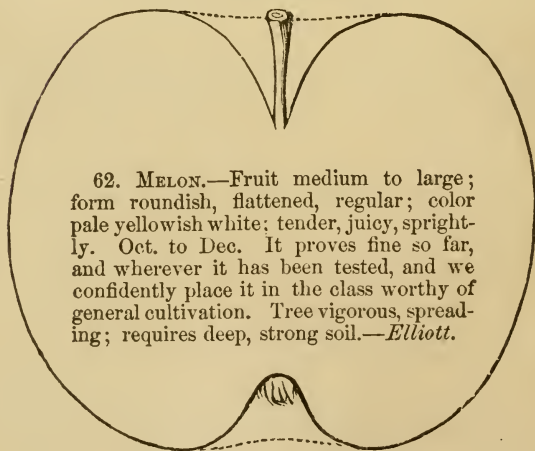 62. MELON.—Fruit medium to large;
form roundish, flattened, regular; color
pale yellowish white; tender, juicy, spright-
ly. Oct. to Dec. It proves fine so far,
and wherever it has been tested, and we
confidently place it in the class worthy of
general cultivation. Tree vigorous, spread-
ing; requires deep, strong soil.—Elliott.